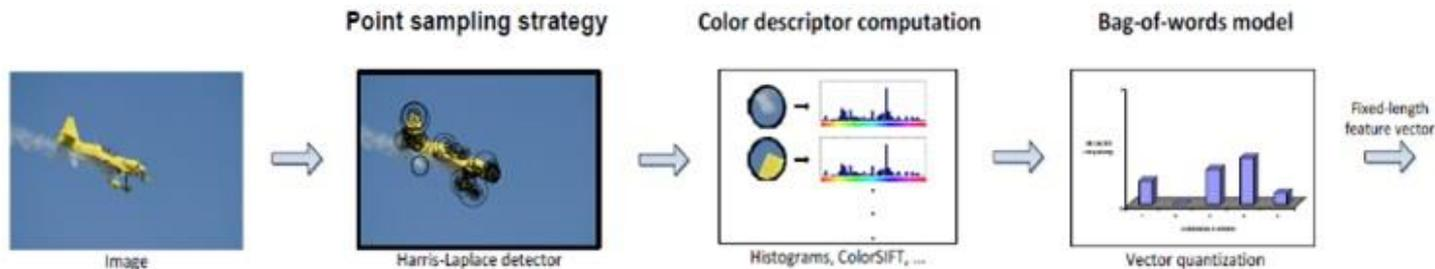 Point sampling strategy
Color descriptor computation
Bag-of-words model
Fixed-length
feature vector
Image
Harris-Laplace detector
Histograms, ColorSIFT, ...
Vector quantization